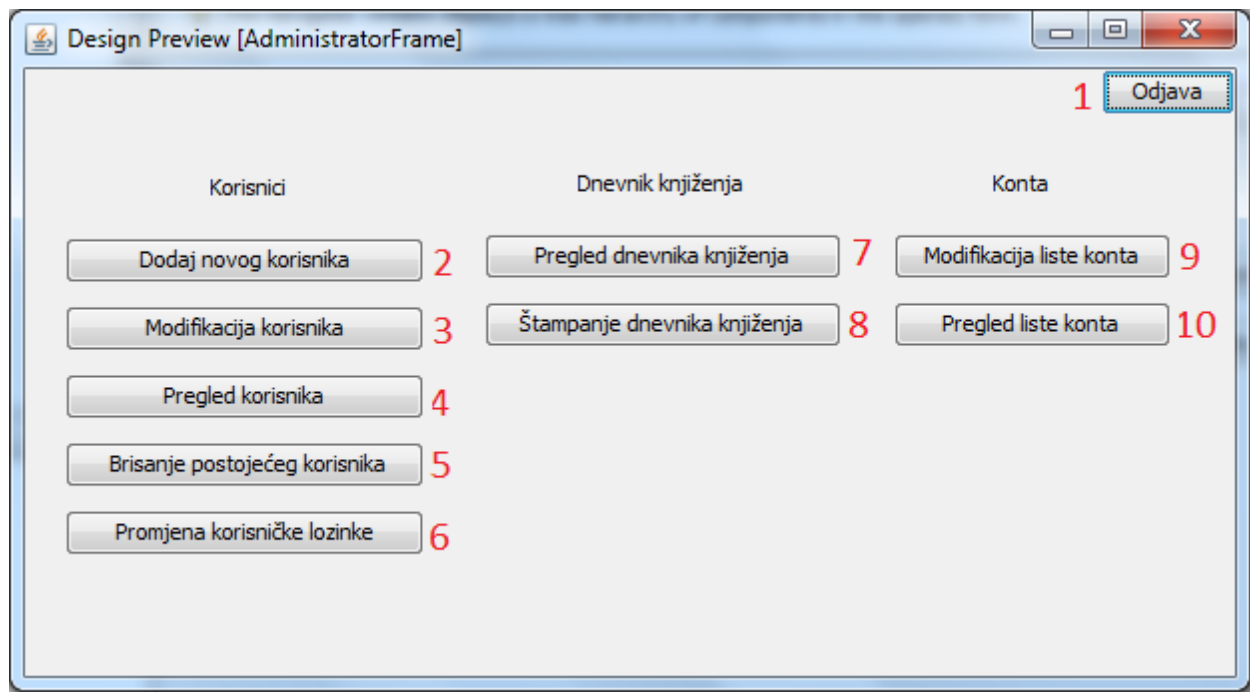 Design Preview [AdministratorFrame]
1 Odjava
Korisnici Dnevnik knjiženja Konta
Dodaj novog korisnika 2 Pregled dnevnika knjiženja 7 Modifikacija liste konta 9
Modifikacija korisnika 3 Štampanje dnevnika knjiženja 8 Pregled liste konta 10
Pregled korisnika 4
Brisanje postojećeg korisnika 5
Promjena korisničke lozinke 6